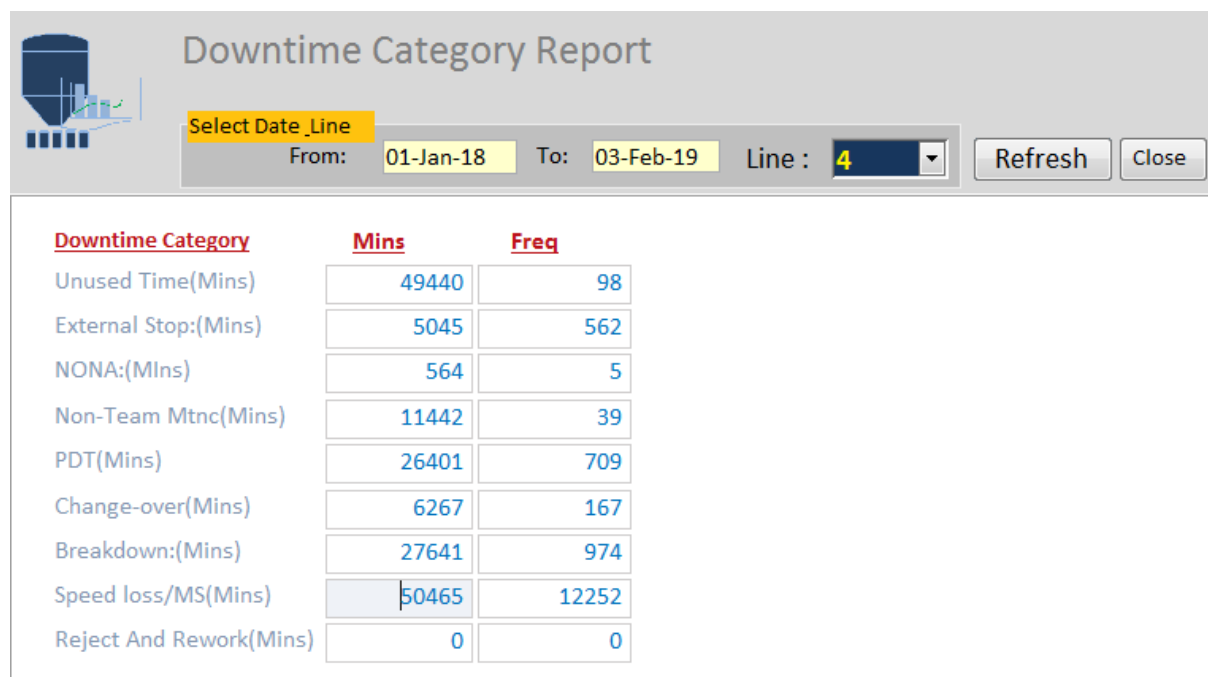 Downtime Category Report
Select Date_Line
From: 01-Jan-18 To: 03-Feb-19 Line : 4 Refresh Close
Downtime Category Mins Freq
Unused Time(Mins) 49440 98
External Stop:(Mins) 5045 562
NONA:(MIns) 564 5
Non-Team Mtnc(Mins) 11442 39
PDT(Mins) 26401 709
Change-over(Mins) 6267 167
Breakdown:(Mins) 27641 974
Speed loss/MS(Mins) 50465 12252
Reject And Rework(Mins) 0 0